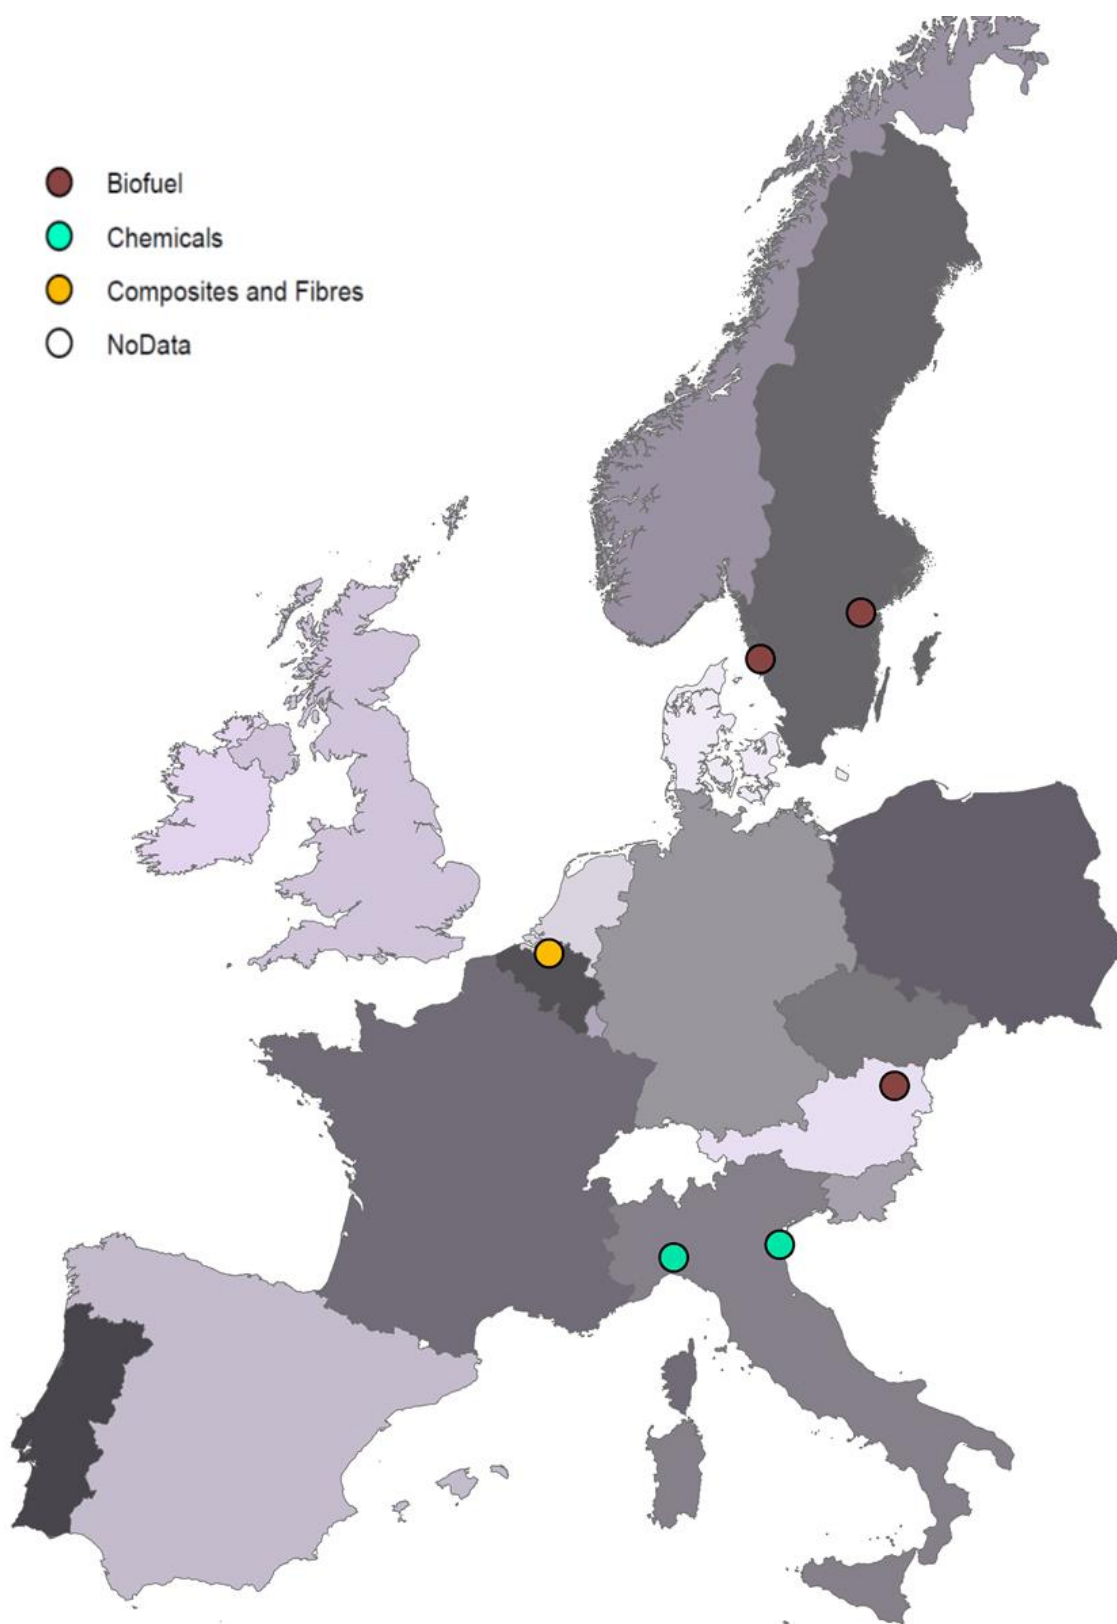 Biofuel
Chemicals
Composites and Fibres
NoData